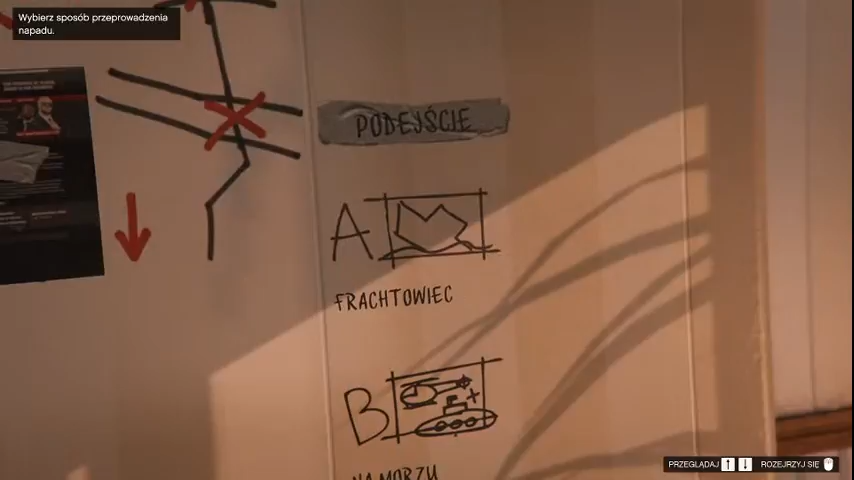 Wybierz sposób przeprowadzenia
napadu.
PODEJŚCIE
A
FRACHTOWIEC
B
NA MORZU
PRZEGLĄDAJ ↑ ↓ ROZEJRZYJ SIĘ